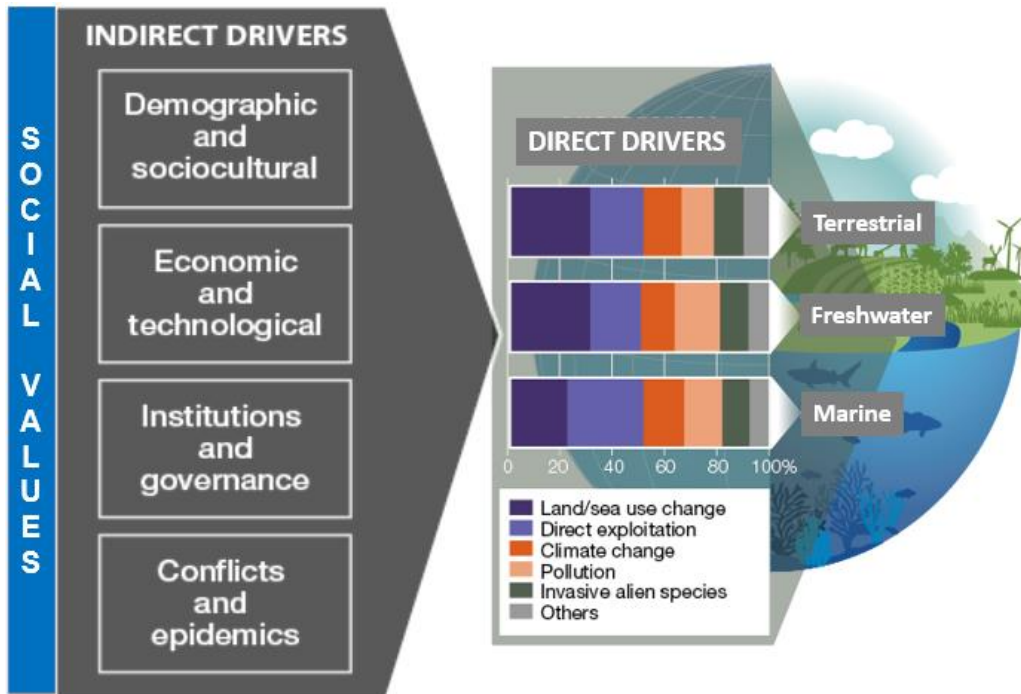 SOCIAL VALUES
INDIRECT DRIVERS
Demographic
and
sociocultural
Economic
and
technological
Institutions
and
governance
Conflicts
and
epidemics
DIRECT DRIVERS
Terrestrial
Freshwater
Marine
0 20 40 60 80 100%
Land/sea use change
Direct exploitation
Climate change
Pollution
Invasive alien species
Others